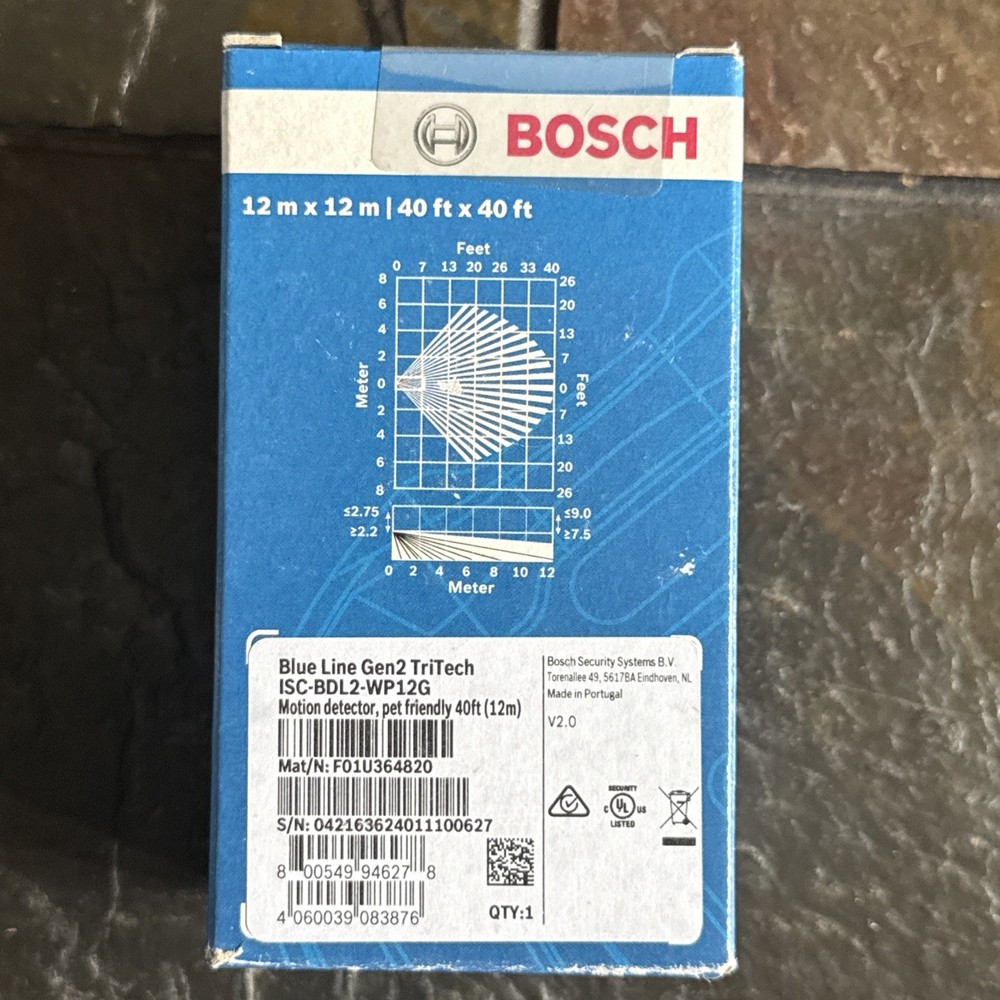 BOSCH
12 m x 12 m | 40 ft x 40 ft
Feet
0 7 13 20 26 33 40
8 26
6 20
4 13
2 7
0 0
2 7
4 13
6 20
8 26
Meter
Feet
≤2.75 ≤9.0
≥2.2 ≥7.5
0 2 4 6 8 10 12
Meter
Blue Line Gen2 TriTech
ISC-BDL2-WP12G
Motion detector, pet friendly 40ft (12m)
Mat/N: F01U364820
S/N: 042163624011100627
8 00549 94627 8
4 060039 083876
QTY:1
Bosch Security Systems B.V.
Torenallee 49, 5617BA Eindhoven, NL
Made in Portugal
V2.0
SECURITY
C UL US
LISTED